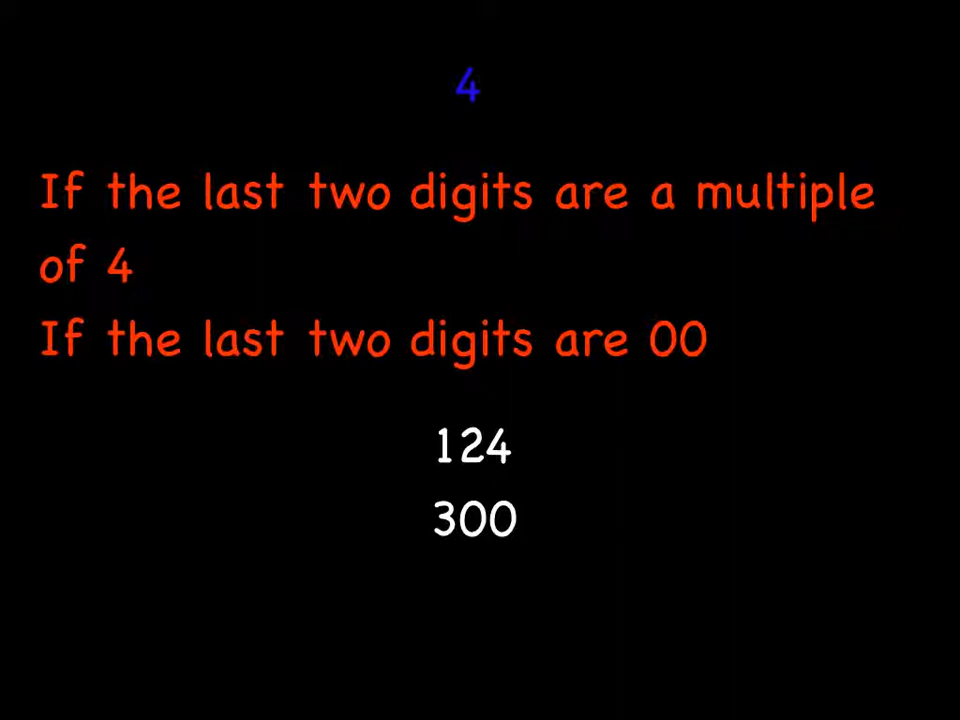 4
If the last two digits are a multiple
of 4
If the last two digits are 00
124
300